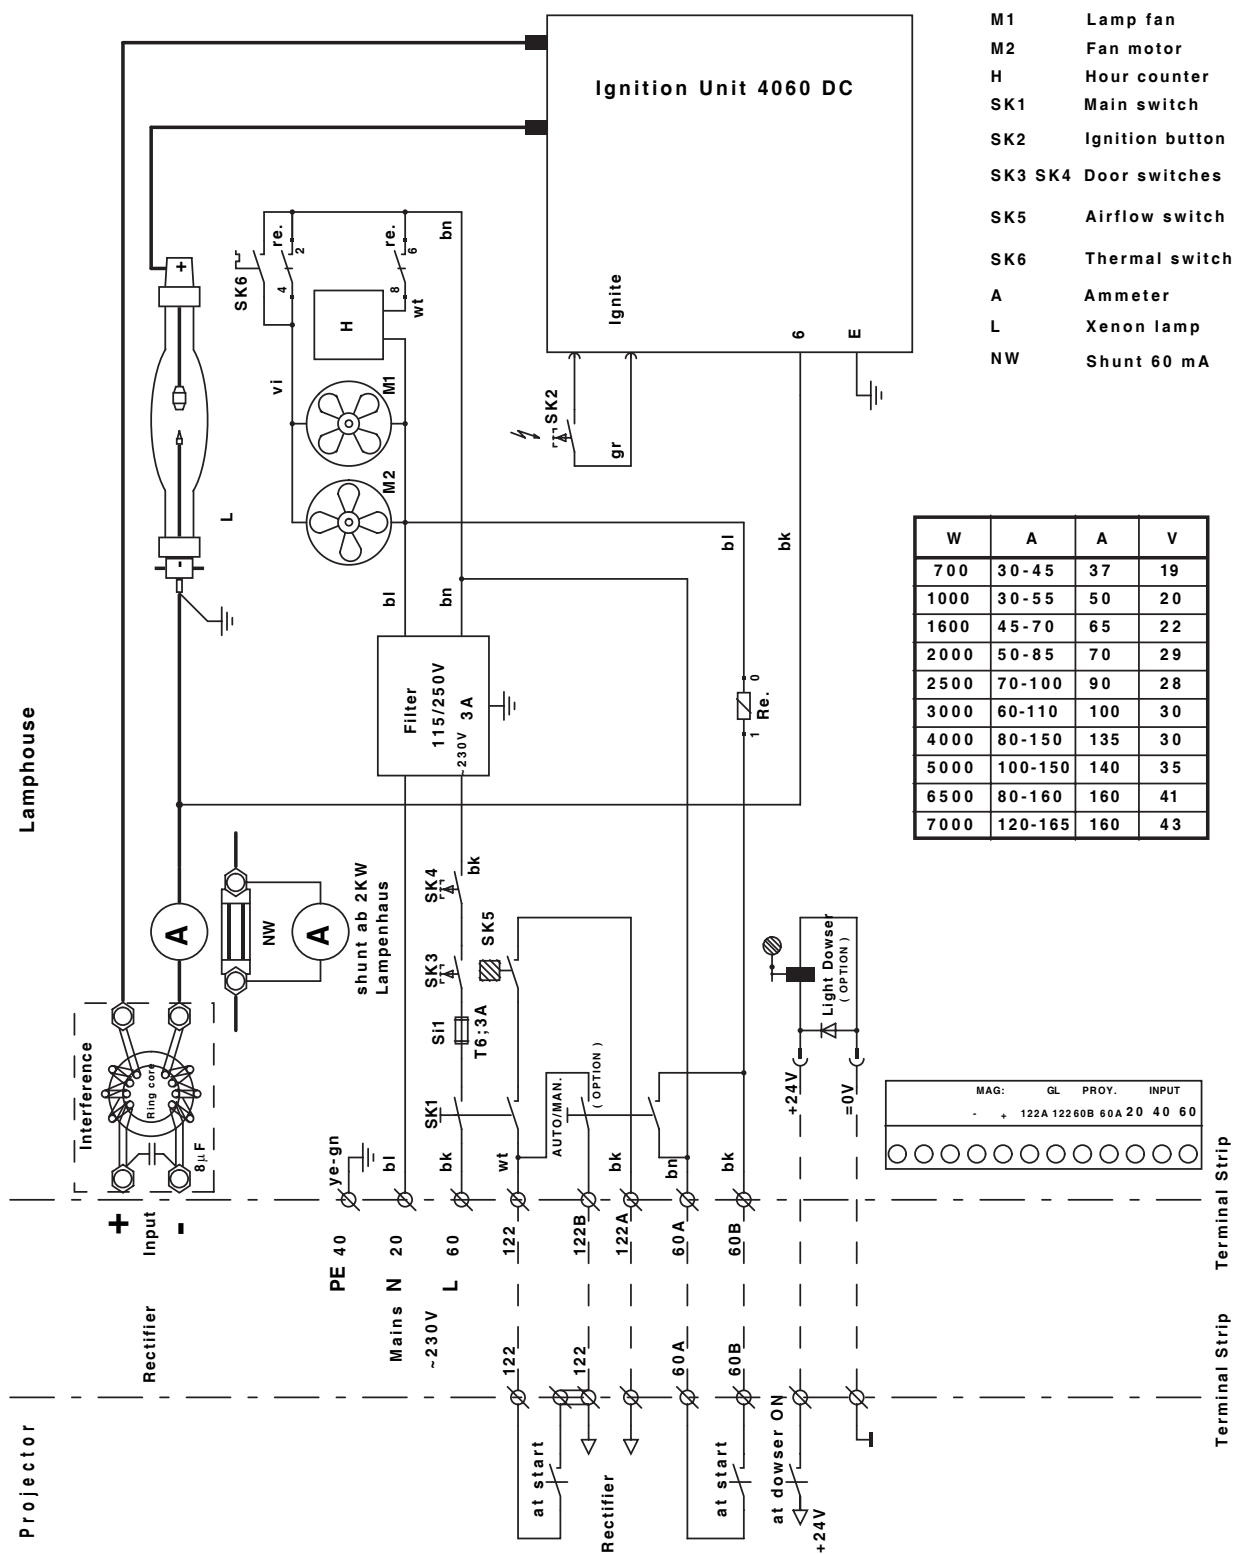 M1 Lamp fan
M2 Fan motor
H Hour counter
SK1 Main switch
SK2 Ignition button
SK3 SK4 Door switches
SK5 Airflow switch
SK6 Thermal switch
A Ammeter
L Xenon lamp
NW Shunt 60 mA
Ignition Unit 4060 DC
Ignite
6
E
SK2
gr
bk
+
-
L
SK6
re.
2
4
re.
6
8
wt
bn
H
vi
M1
M2
bl
bn
bl
Filter
115/250V
~230V 3A
Re.
0
1
W A A V
700 30-45 37 19
1000 30-55 50 20
1600 45-70 65 22
2000 50-85 70 29
2500 70-100 90 28
3000 60-110 100 30
4000 80-150 135 30
5000 100-150 140 35
6500 80-160 160 41
7000 120-165 160 43
Lamphouse
A
NW
A
shunt ab 2KW
Lampenhaus
SK4
bk
SK3
SK5
Si1
T6;3A
SK1
AUTO/MAN.
( OPTION )
Light Dowser
( OPTION )
+24V
=0V
Interference
Ring core
8µF
ye-gn
bl
bk
wt
bk
bn
bk
MAG: GL PROY. INPUT
- + 122A 122 60B 60A 20 40 60
+
Input
-
PE 40
N 20
L 60
Mains
~230V
122
122B
122A
60A
60B
Terminal Strip
Rectifier
122
122
60A
60B
Terminal Strip
Projector
at start
Rectifier
at start
at dowser ON
+24V